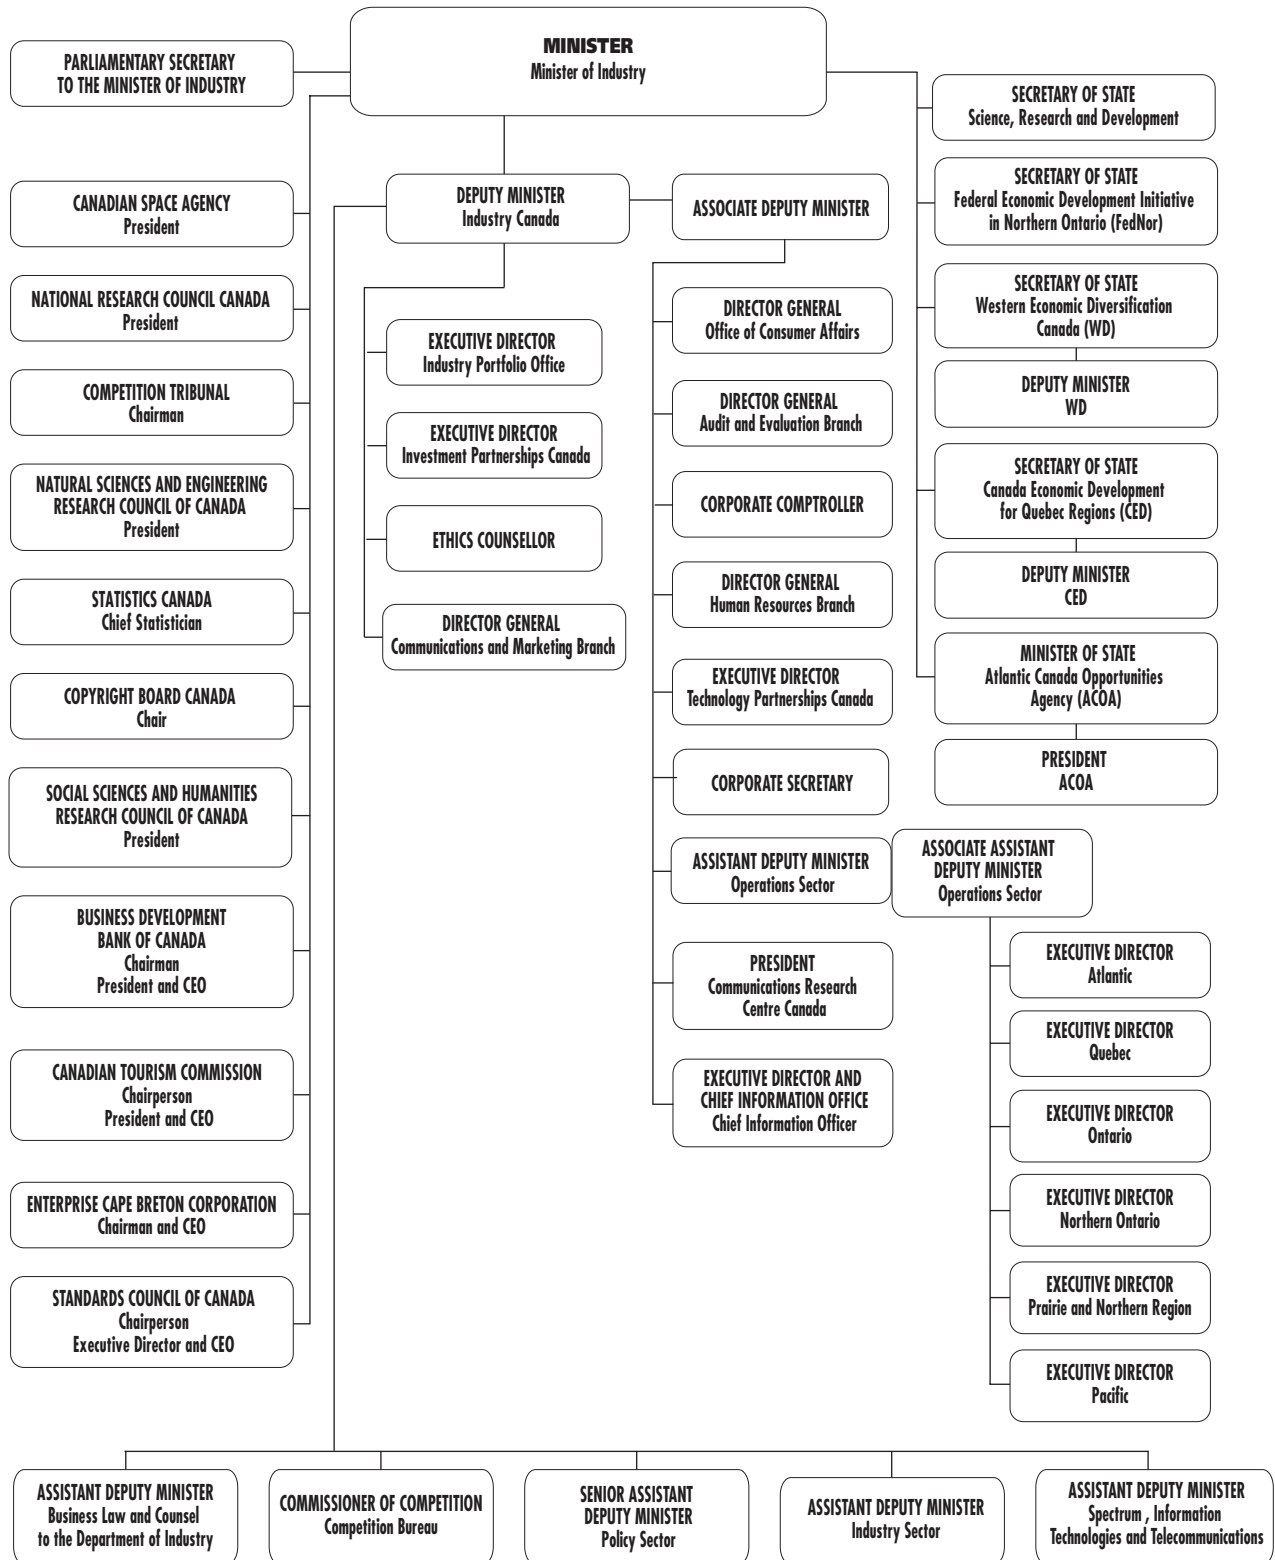 MINISTER
Minister of Industry
PARLIAMENTARY SECRETARY
TO THE MINISTER OF INDUSTRY
CANADIAN SPACE AGENCY
President
NATIONAL RESEARCH COUNCIL CANADA
President
COMPETITION TRIBUNAL
Chairman
NATURAL SCIENCES AND ENGINEERING
RESEARCH COUNCIL OF CANADA
President
STATISTICS CANADA
Chief Statistician
COPYRIGHT BOARD CANADA
Chair
SOCIAL SCIENCES AND HUMANITIES
RESEARCH COUNCIL OF CANADA
President
BUSINESS DEVELOPMENT
BANK OF CANADA
Chairman
President and CEO
CANADIAN TOURISM COMMISSION
Chairperson
President and CEO
ENTERPRISE CAPE BRETON CORPORATION
Chairman and CEO
STANDARDS COUNCIL OF CANADA
Chairperson
Executive Director and CEO
DEPUTY MINISTER
Industry Canada
EXECUTIVE DIRECTOR
Industry Portfolio Office
EXECUTIVE DIRECTOR
Investment Partnerships Canada
ETHICS COUNSELLOR
DIRECTOR GENERAL
Communications and Marketing Branch
ASSOCIATE DEPUTY MINISTER
DIRECTOR GENERAL
Office of Consumer Affairs
DIRECTOR GENERAL
Audit and Evaluation Branch
CORPORATE COMPTROLLER
DIRECTOR GENERAL
Human Resources Branch
EXECUTIVE DIRECTOR
Technology Partnerships Canada
CORPORATE SECRETARY
ASSISTANT DEPUTY MINISTER
Operations Sector
PRESIDENT
Communications Research
Centre Canada
EXECUTIVE DIRECTOR AND
CHIEF INFORMATION OFFICE
Chief Information Officer
SECRETARY OF STATE
Science, Research and Development
SECRETARY OF STATE
Federal Economic Development Initiative
in Northern Ontario (FedNor)
SECRETARY OF STATE
Western Economic Diversification
Canada (WD)
DEPUTY MINISTER
WD
SECRETARY OF STATE
Canada Economic Development
for Quebec Regions (CED)
DEPUTY MINISTER
CED
MINISTER OF STATE
Atlantic Canada Opportunities
Agency (ACOA)
PRESIDENT
ACOA
ASSOCIATE ASSISTANT
DEPUTY MINISTER
Operations Sector
EXECUTIVE DIRECTOR
Atlantic
EXECUTIVE DIRECTOR
Quebec
EXECUTIVE DIRECTOR
Ontario
EXECUTIVE DIRECTOR
Northern Ontario
EXECUTIVE DIRECTOR
Prairie and Northern Region
EXECUTIVE DIRECTOR
Pacific
ASSISTANT DEPUTY MINISTER
Business Law and Counsel
to the Department of Industry
COMMISSIONER OF COMPETITION
Competition Bureau
SENIOR ASSISTANT
DEPUTY MINISTER
Policy Sector
ASSISTANT DEPUTY MINISTER
Industry Sector
ASSISTANT DEPUTY MINISTER
Spectrum , Information
Technologies and Telecommunications